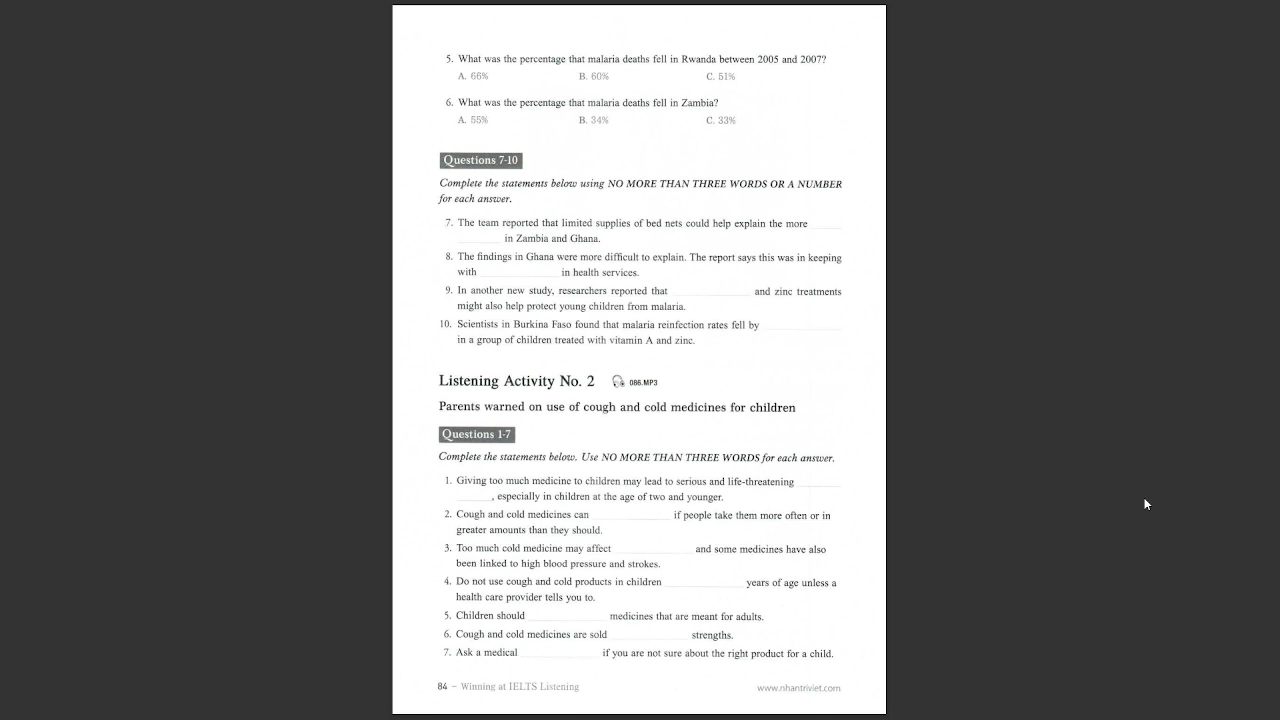 5. What was the percentage that malaria deaths fell in Rwanda between 2005 and 2007?
A. 66% B. 60% C. 51%
6. What was the percentage that malaria deaths fell in Zambia?
A. 55% B. 34% C. 33%
Questions 7-10
Complete the statements below using NO MORE THAN THREE WORDS OR A NUMBER
for each answer.
7. The team reported that limited supplies of bed nets could help explain the more
in Zambia and Ghana.
8. The findings in Ghana were more difficult to explain. The report says this was in keeping
with in health services.
9. In another new study, researchers reported that and zinc treatments
might also help protect young children from malaria.
10. Scientists in Burkina Faso found that malaria reinfection rates fell by
in a group of children treated with vitamin A and zinc.
Listening Activity No. 2 086.MP3
Parents warned on use of cough and cold medicines for children
Questions 1-7
Complete the statements below. Use NO MORE THAN THREE WORDS for each answer.
1. Giving too much medicine to children may lead to serious and life-threatening
, especially in children at the age of two and younger.
2. Cough and cold medicines can if people take them more often or in
greater amounts than they should.
3. Too much cold medicine may affect and some medicines have also
been linked to high blood pressure and strokes.
4. Do not use cough and cold products in children years of age unless a
health care provider tells you to.
5. Children should medicines that are meant for adults.
6. Cough and cold medicines are sold strengths.
7. Ask a medical if you are not sure about the right product for a child.
84 – Winning at IELTS Listening www.nhantriviet.com